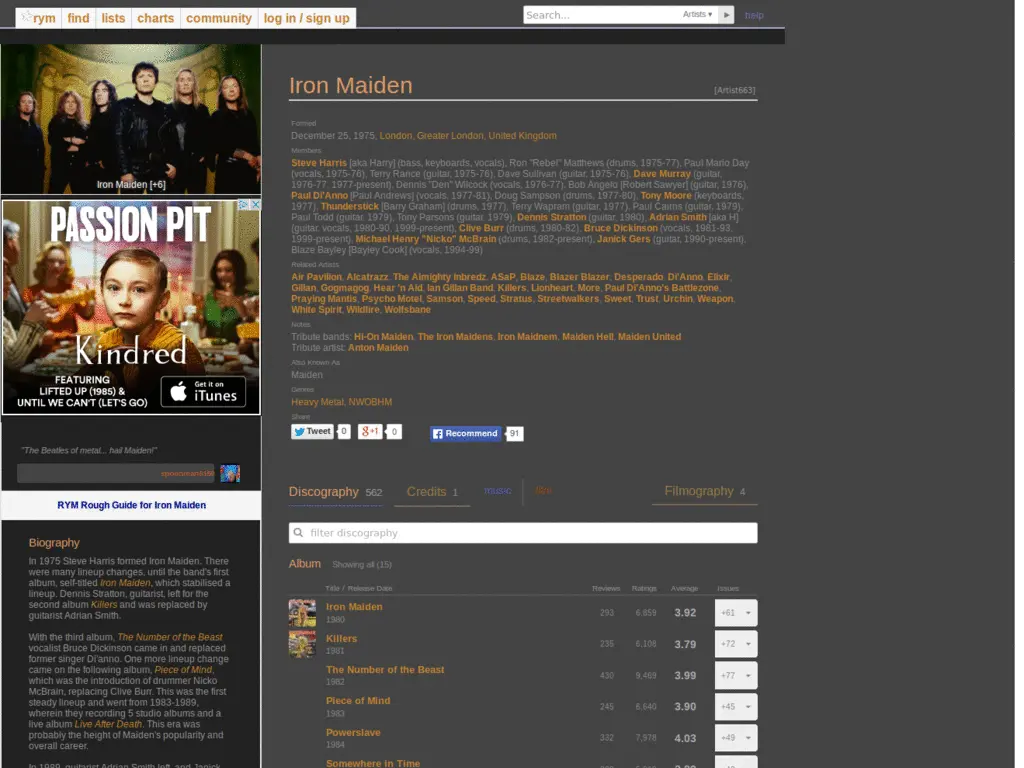 rym find lists charts community log in / sign up
Search...
Artists ▾
help
Iron Maiden [+6]
PASSION PIT
Kindred
FEATURING
LIFTED UP (1985) &
UNTIL WE CAN'T (LET'S GO)
Get it on
iTunes
"The Beatles of metal... hail Maiden!"
RYM Rough Guide for Iron Maiden
Biography
In 1975 Steve Harris formed Iron Maiden. There
were many lineup changes, until the band's first
album, self-titled Iron Maiden, which stabilised a
lineup. Dennis Stratton, guitarist, left for the
second album Killers and was replaced by
guitarist Adrian Smith.
With the third album, The Number of the Beast
vocalist Bruce Dickinson came in and replaced
former singer Di'anno. One more lineup change
came on the following album, Piece of Mind,
which was the introduction of drummer Nicko
McBrain, replacing Clive Burr. This was the first
steady lineup and went from 1983-1989,
wherein they recording 5 studio albums and a
live album Live After Death. This era was
probably the height of Maiden's popularity and
overall career.
In 1989, guitarist Adrian Smith left, and Janick
Iron Maiden
[Artist663]
Formed
December 25, 1975, London, Greater London, United Kingdom
Members
Steve Harris [aka Harry] (bass, keyboards, vocals), Ron "Rebel" Matthews (drums, 1975-77), Paul Mario Day
(vocals, 1975-76), Terry Rance (guitar, 1975-76), Dave Sullivan (guitar, 1975-76), Dave Murray (guitar,
1976-77, 1977-present), Dennis "Den" Wilcock (vocals, 1976-77), Bob Angelo [Robert Sawyer] (guitar, 1976),
Paul Di'Anno [Paul Andrews] (vocals, 1977-81), Doug Sampson (drums, 1977-80), Tony Moore (keyboards,
1977), Thunderstick [Barry Graham] (drums, 1977), Terry Wapram (guitar, 1977), Paul Cairns (guitar, 1979),
Paul Todd (guitar, 1979), Tony Parsons (guitar, 1979), Dennis Stratton (guitar, 1980), Adrian Smith [aka H]
(guitar, vocals, 1980-90, 1999-present), Clive Burr (drums, 1980-82), Bruce Dickinson (vocals, 1981-93,
1999-present), Michael Henry "Nicko" McBrain (drums, 1982-present), Janick Gers (guitar, 1990-present),
Blaze Bayley [Bayley Cook] (vocals, 1994-99)
Related Artists
Air Pavilion, Alcatrazz, The Almighty Inbredz, ASaP, Blaze, Blazer Blazer, Desperado, Di'Anno, Elixir,
Gillan, Gogmagog, Hear 'n Aid, Ian Gillan Band, Killers, Lionheart, More, Paul Di'Anno's Battlezone,
Praying Mantis, Psycho Motel, Samson, Speed, Stratus, Streetwalkers, Sweet, Trust, Urchin, Weapon,
White Spirit, Wildfire, Wolfsbane
Notes
Tribute bands: Hi-On Maiden, The Iron Maidens, Iron Maidnem, Maiden Hell, Maiden United
Tribute artist: Anton Maiden
Also Known As
Maiden
Genres
Heavy Metal, NWOBHM
Share
Tweet 0 +1 0 Recommend 91
Discography 562 Credits 1 music film Filmography 4
filter discography
Album Showing all (15)
Title / Release Date Reviews Ratings Average Issues
Iron Maiden 293 6,859 3.92 +61
1980
Killers 235 6,106 3.79 +72
1981
The Number of the Beast 430 9,469 3.99 +77
1982
Piece of Mind 245 6,640 3.90 +45
1983
Powerslave 332 7,978 4.03 +49
1984
Somewhere in Time